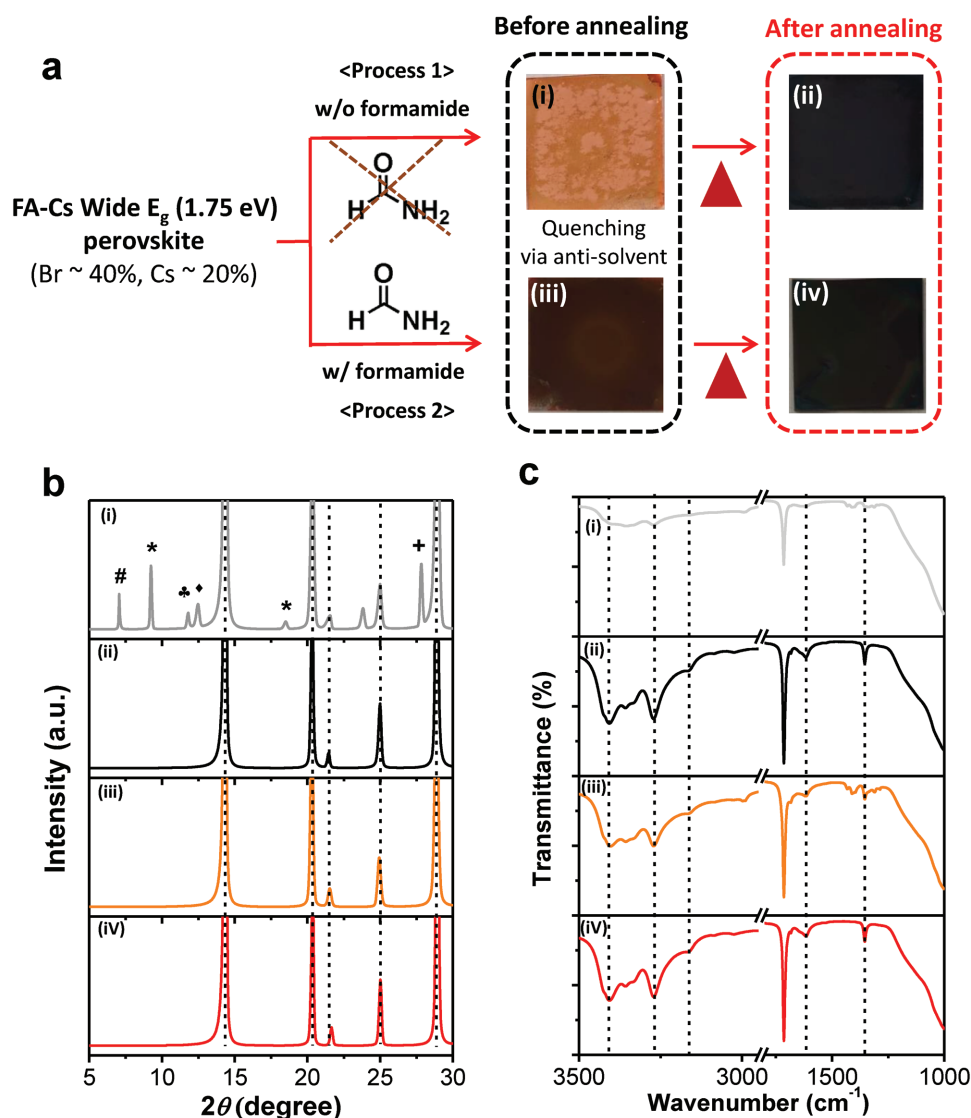 a
Before annealing
After annealing
<Process 1>
w/o formamide
O
H
NH2
(i)
(ii)
FA-Cs Wide Eg (1.75 eV)
perovskite
(Br ~ 40%, Cs ~ 20%)
Quenching
via anti-solvent
O
H
NH2
(iii)
(iv)
w/ formamide
<Process 2>
b
Intensity (a.u.)
(i)
#
*
♣
♦
*
+
(ii)
(iii)
(iv)
5
10
15
20
25
30
2θ (degree)
c
Transmittance (%)
(i)
(ii)
(iii)
(iv)
3500
3000
1500
1000
Wavenumber (cm-1)